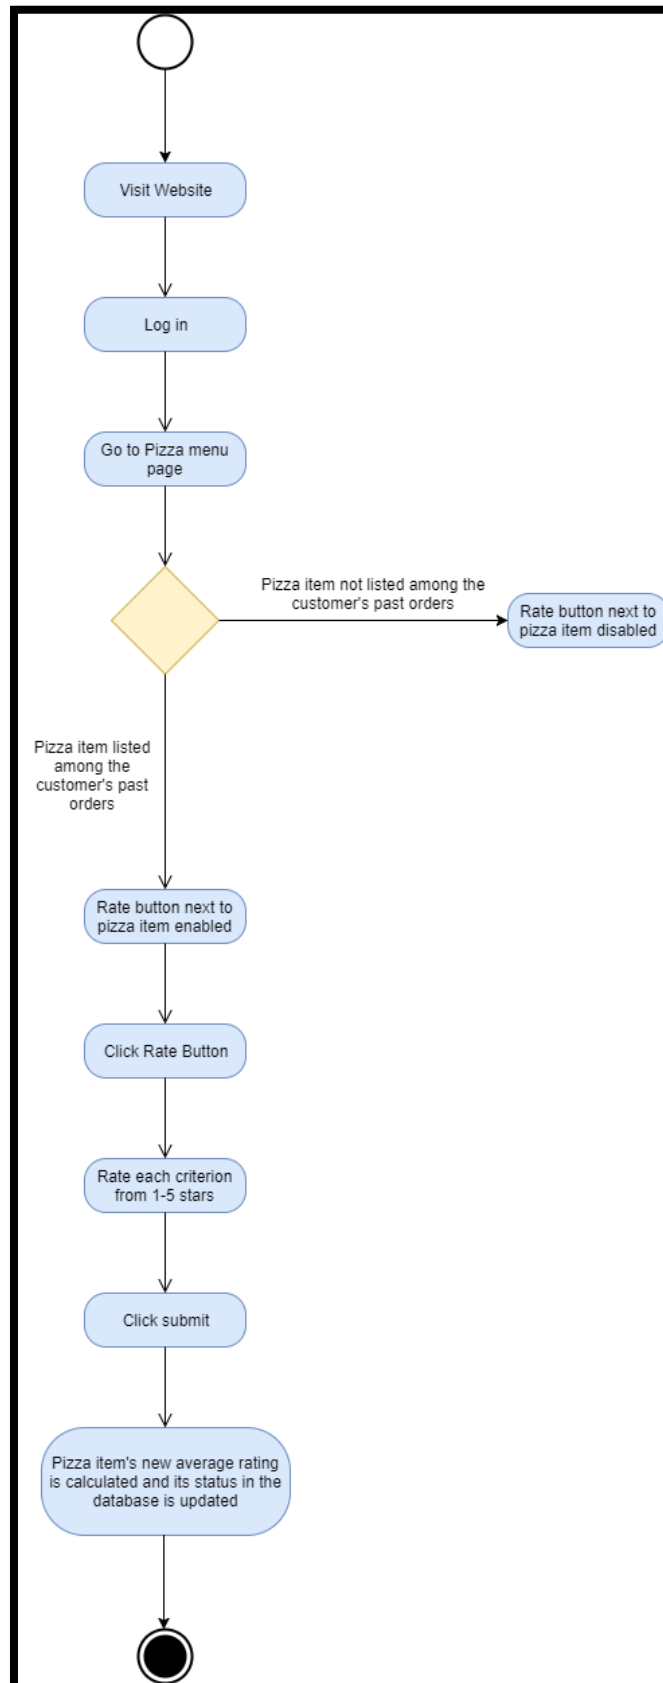 Visit Website
Log in
Go to Pizza menu
page
Pizza item not listed among the
customer's past orders
Rate button next to
pizza item disabled
Pizza item listed
among the
customer's past
orders
Rate button next to
pizza item enabled
Click Rate Button
Rate each criterion
from 1-5 stars
Click submit
Pizza item's new average rating
is calculated and its status in the
database is updated